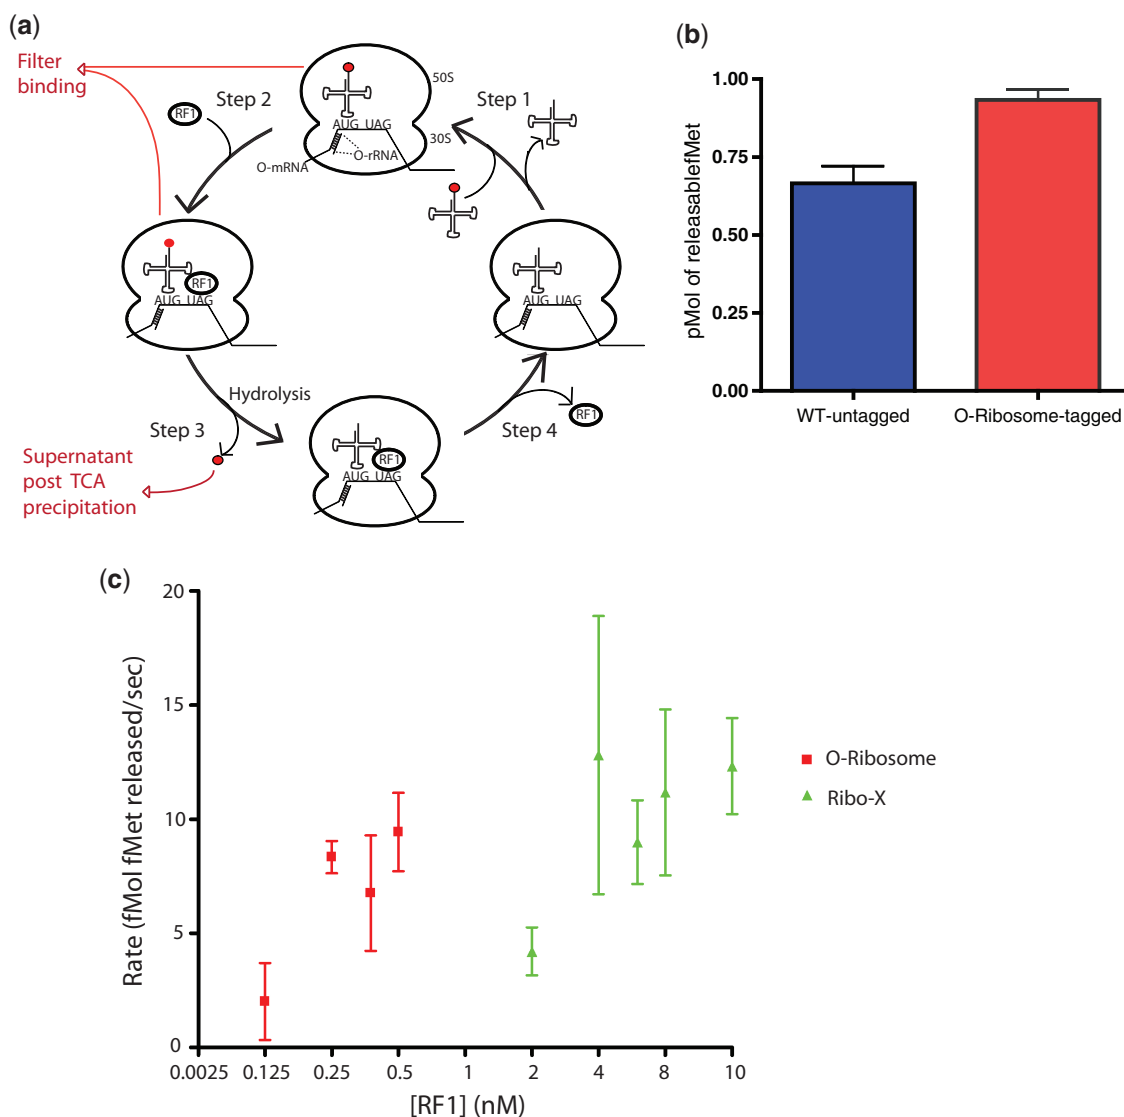 (a)
Filter
binding
Step 2
RF1
50S
AUG UAG
30S
O-rRNA
O-mRNA
Step 1
RF1
AUG UAG
AUG UAG
Hydrolysis
Step 3
Supernatant
post TCA
precipitation
RF1
AUG UAG
Step 4
RF1
(b)
pMol of releasablefMet
1.00
0.75
0.50
0.25
0.00
WT-untagged
O-Ribosome-tagged
(c)
Rate (fMol fMet released/sec)
20
15
10
5
0
0.0025 0.125 0.25 0.5 1 2 4 8 10
[RF1] (nM)
O-Ribosome
Ribo-X